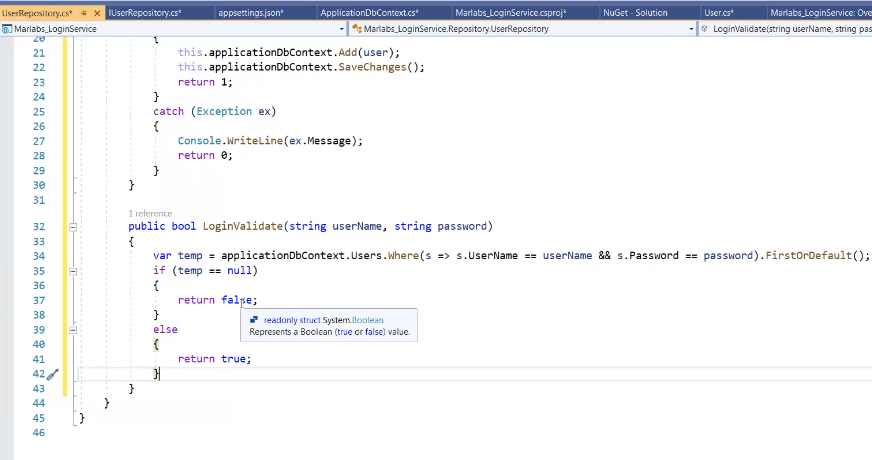 UserRepository.cs* IUserRepository.cs* appsettings.json* ApplicationDbContext.cs* Marlabs_LoginService.csproj* NuGet - Solution User.cs* Marlabs_LoginService: Ove
Marlabs_LoginService Marlabs_LoginService.Repository.UserRepository LoginValidate(string userName, string pas
20 {
21 this.applicationDbContext.Add(user);
22 this.applicationDbContext.SaveChanges();
23 return 1;
24 }
25 catch (Exception ex)
26 {
27 Console.WriteLine(ex.Message);
28 return 0;
29 }
30 }
31
1 reference
32 public bool LoginValidate(string userName, string password)
33 {
34 var temp = applicationDbContext.Users.Where(s => s.UserName == userName && s.Password == password).FirstOrDefault();
35 if (temp == null)
36 {
37 return false;
38 }
readonly struct System.Boolean
Represents a Boolean (true or false) value.
39 else
40 {
41 return true;
42 }
43 }
44 }
45 }
46